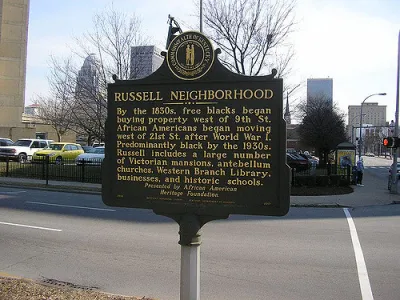 RUSSELL NEIGHBORHOOD
By the 1830s, free blacks began
buying property west of 9th St.
African Americans began moving
west of 21st St. after World War I.
Predominantly black by the 1930s.
Russell includes a large number
of Victorian mansions, antebellum
churches, Western Branch Library,
businesses, and historic schools.
Presented by African American
Heritage Foundation.